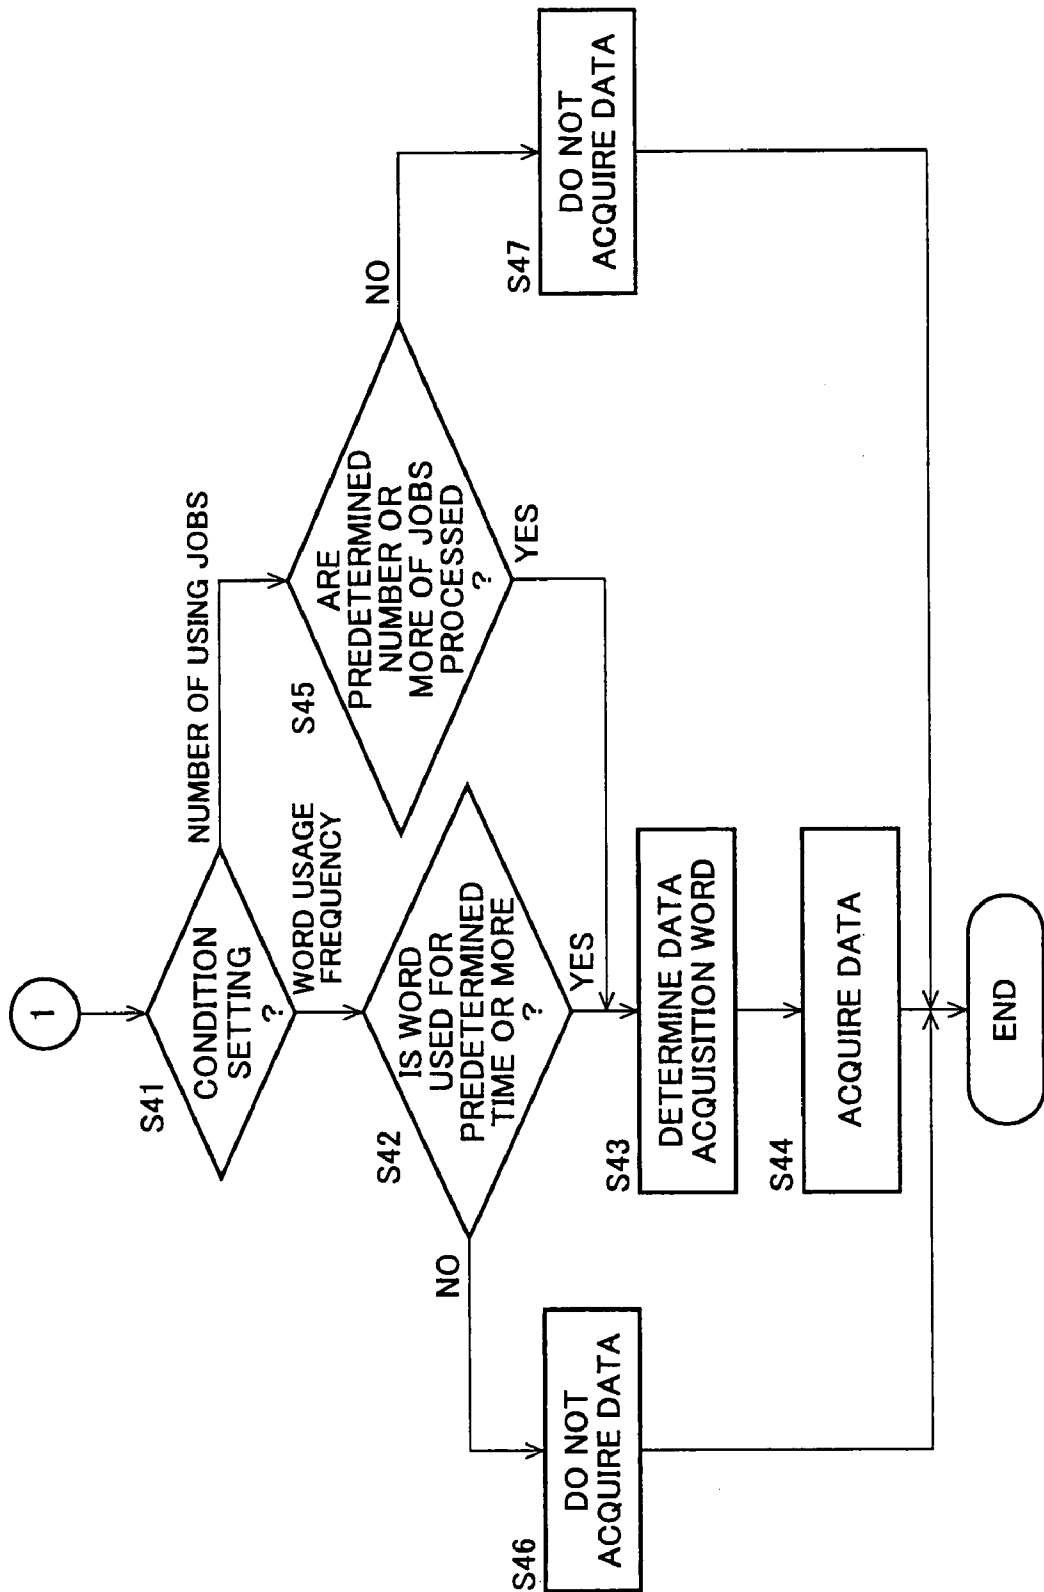 1
S41
CONDITION
SETTING
?
NUMBER OF USING JOBS
WORD USAGE
FREQUENCY
S42
IS WORD
USED FOR
PREDETERMINED
TIME OR MORE
?
NO
YES
S45
ARE
PREDETERMINED
NUMBER OR
MORE OF JOBS
PROCESSED
?
NO
YES
S46
DO NOT
ACQUIRE DATA
S43
DETERMINE DATA
ACQUISITION WORD
S47
DO NOT
ACQUIRE DATA
S44
ACQUIRE DATA
END